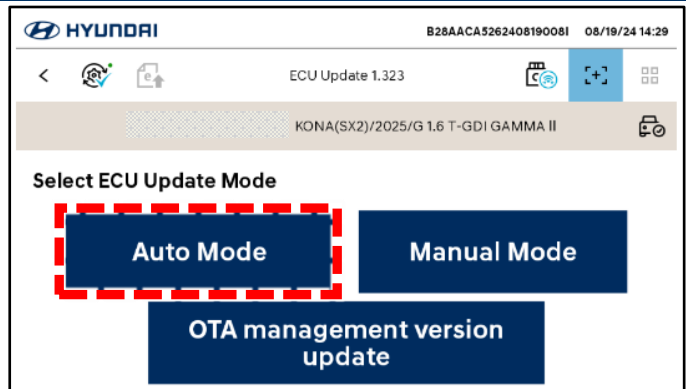 HYUNDAI B28AACA526240819008I 08/19/24 14:29
< ECU Update 1.323
KONA(SX2)/2025/G 1.6 T-GDI GAMMA II
Select ECU Update Mode
Auto Mode Manual Mode
OTA management version
update